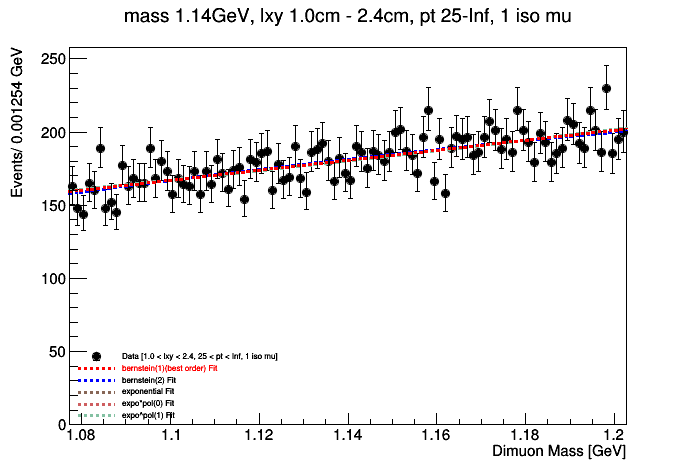 mass 1.14GeV, lxy 1.0cm - 2.4cm, pt 25-Inf, 1 iso mu
Events/ 0.001254 GeV
250
200
150
100
50
0
Data [1.0 < lxy < 2.4, 25 < pt < Inf, 1 iso mu]
bernstein(1)(best order) Fit
bernstein(2) Fit
exponential Fit
expo*pol(0) Fit
expo*pol(1) Fit
1.08 1.1 1.12 1.14 1.16 1.18 1.2
Dimuon Mass [GeV]